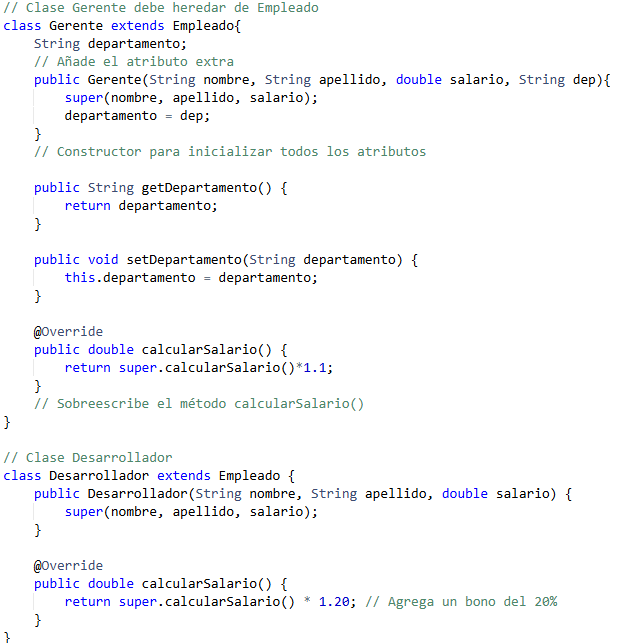 // Clase Gerente debe heredar de Empleado
class Gerente extends Empleado{
    String departamento;
    // Añade el atributo extra
    public Gerente(String nombre, String apellido, double salario, String dep){
        super(nombre, apellido, salario);
        departamento = dep;
    }
    // Constructor para inicializar todos los atributos

    public String getDepartamento() {
        return departamento;
    }

    public void setDepartamento(String departamento) {
        this.departamento = departamento;
    }

    @Override
    public double calcularSalario() {
        return super.calcularSalario()*1.1;
    }
    // Sobreescribe el método calcularSalario()
}

// Clase Desarrollador
class Desarrollador extends Empleado {
    public Desarrollador(String nombre, String apellido, double salario) {
        super(nombre, apellido, salario);
    }

    @Override
    public double calcularSalario() {
        return super.calcularSalario() * 1.20; // Agrega un bono del 20%
    }
}